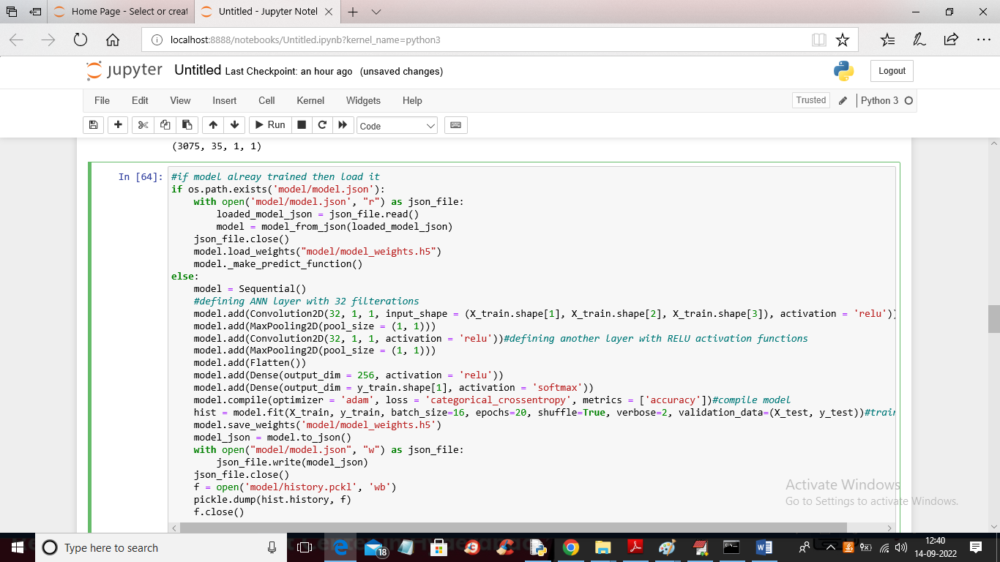 Home Page - Select or creat
Untitled - Jupyter Notel
localhost:8888/notebooks/Untitled.ipynb?kernel_name=python3
jupyter Untitled Last Checkpoint: an hour ago (unsaved changes)
Logout
File Edit View Insert Cell Kernel Widgets Help
Trusted Python 3
Run
Code
(3075, 35, 1, 1)
In [64]: #if model alreay trained then load it
if os.path.exists('model/model.json'):
    with open('model/model.json', "r") as json_file:
        loaded_model_json = json_file.read()
        model = model_from_json(loaded_model_json)
    json_file.close()
    model.load_weights("model/model_weights.h5")
    model._make_predict_function()
else:
    model = Sequential()
    #defining ANN layer with 32 filterations
    model.add(Convolution2D(32, 1, 1, input_shape = (X_train.shape[1], X_train.shape[2], X_train.shape[3]), activation = 'relu'))
    model.add(MaxPooling2D(pool_size = (1, 1)))
    model.add(Convolution2D(32, 1, 1, activation = 'relu'))#defining another layer with RELU activation functions
    model.add(MaxPooling2D(pool_size = (1, 1)))
    model.add(Flatten())
    model.add(Dense(output_dim = 256, activation = 'relu'))
    model.add(Dense(output_dim = y_train.shape[1], activation = 'softmax'))
    model.compile(optimizer = 'adam', loss = 'categorical_crossentropy', metrics = ['accuracy'])#compile model
    hist = model.fit(X_train, y_train, batch_size=16, epochs=20, shuffle=True, verbose=2, validation_data=(X_test, y_test))#train
    model.save_weights('model/model_weights.h5')
    model_json = model.to_json()
    with open("model/model.json", "w") as json_file:
        json_file.write(model_json)
    json_file.close()
    f = open('model/history.pckl', 'wb')
    pickle.dump(hist.history, f)
    f.close()
Activate Windows
Go to Settings to activate Windows.
Type here to search
18
12:40
14-09-2022